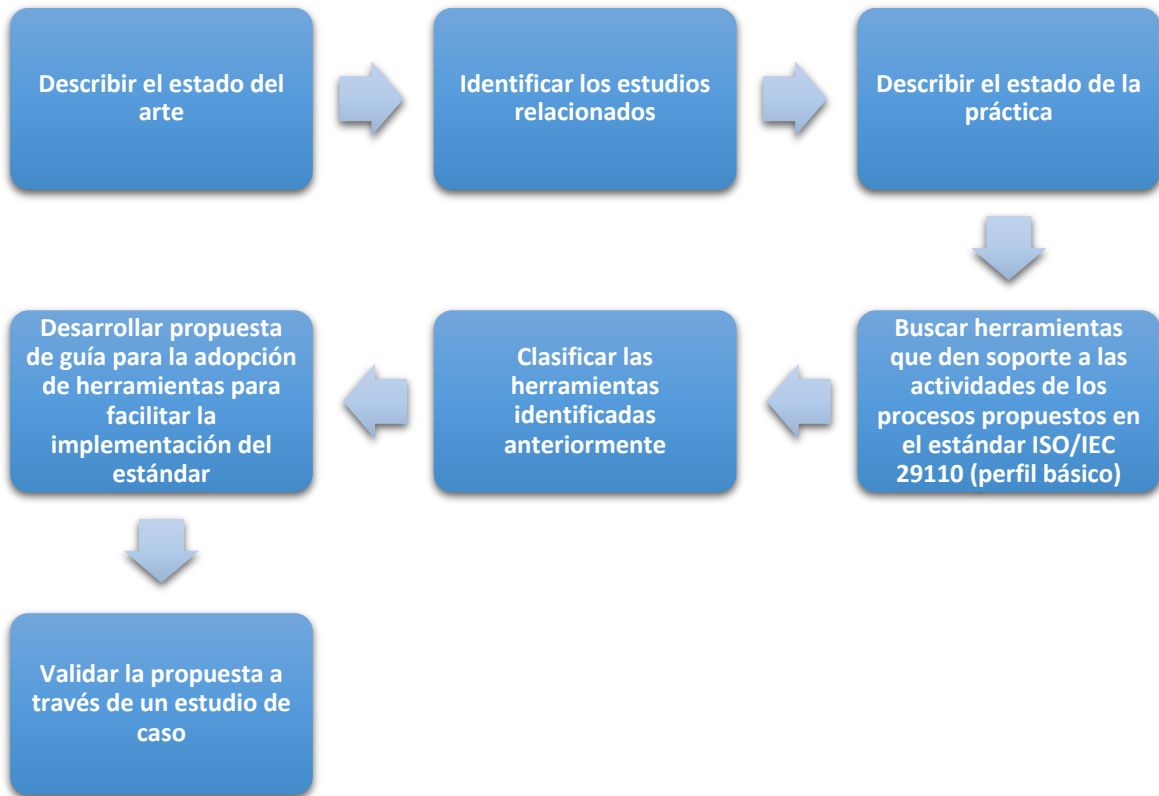 Describir el estado del
arte
Identificar los estudios
relacionados
Describir el estado de la
práctica
Buscar herramientas
que den soporte a las
actividades de los
procesos propuestos en
el estándar ISO/IEC
29110 (perfil básico)
Clasificar las
herramientas
identificadas
anteriormente
Desarrollar propuesta
de guía para la adopción
de herramientas para
facilitar la
implementación del
estándar
Validar la propuesta a
través de un estudio de
caso